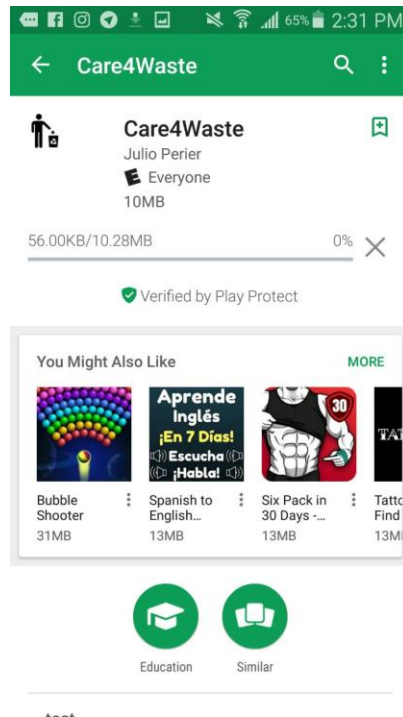 65% 2:31 PM
Care4Waste
Care4Waste
Julio Perier
E Everyone
10MB
56.00KB/10.28MB 0%
Verified by Play Protect
You Might Also Like MORE
Aprende
Inglés
¡En 7 Días!
Escucha
¡Habla!
30
TAT
Bubble
Shooter
31MB
Spanish to
English...
13MB
Six Pack in
30 Days -...
13MB
Tatto
Find
13M
Education Similar